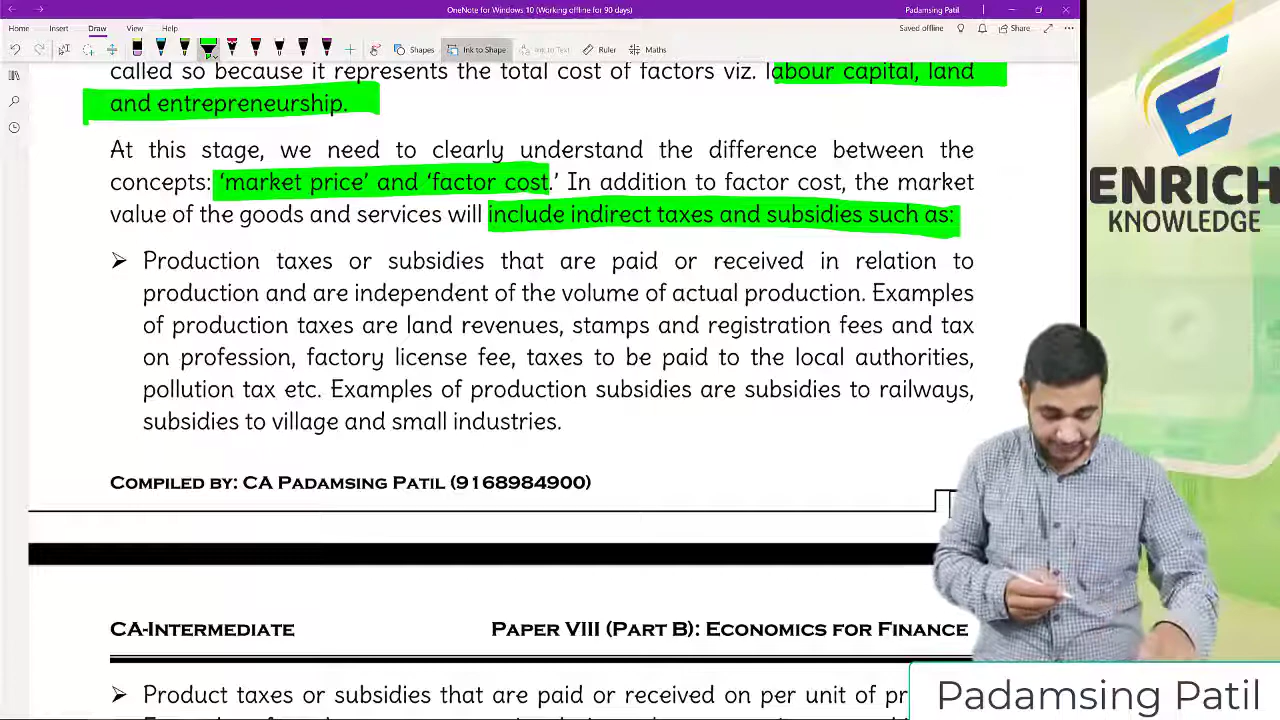 OneNote for Windows 10 (Working offline for 90 days)
Padamsing Patil
Home Insert Draw View Help
Saved offline
Share
Shapes
Ink to Shape
Ink to Text
Ruler
Maths
called so because it represents the total cost of factors viz. labour capital, land
and entrepreneurship.
At this stage, we need to clearly understand the difference between the
concepts: ‘market price’ and ‘factor cost.’ In addition to factor cost, the market
value of the goods and services will include indirect taxes and subsidies such as:
➢ Production taxes or subsidies that are paid or received in relation to
production and are independent of the volume of actual production. Examples
of production taxes are land revenues, stamps and registration fees and tax
on profession, factory license fee, taxes to be paid to the local authorities,
pollution tax etc. Examples of production subsidies are subsidies to railways,
subsidies to village and small industries.
COMPILED BY: CA PADAMSING PATIL (9168984900)
CA-INTERMEDIATE
PAPER VIII (PART B): ECONOMICS FOR FINANCE
➢ Product taxes or subsidies that are paid or received on per unit of pr
ENRICH
KNOWLEDGE
Padamsing Patil